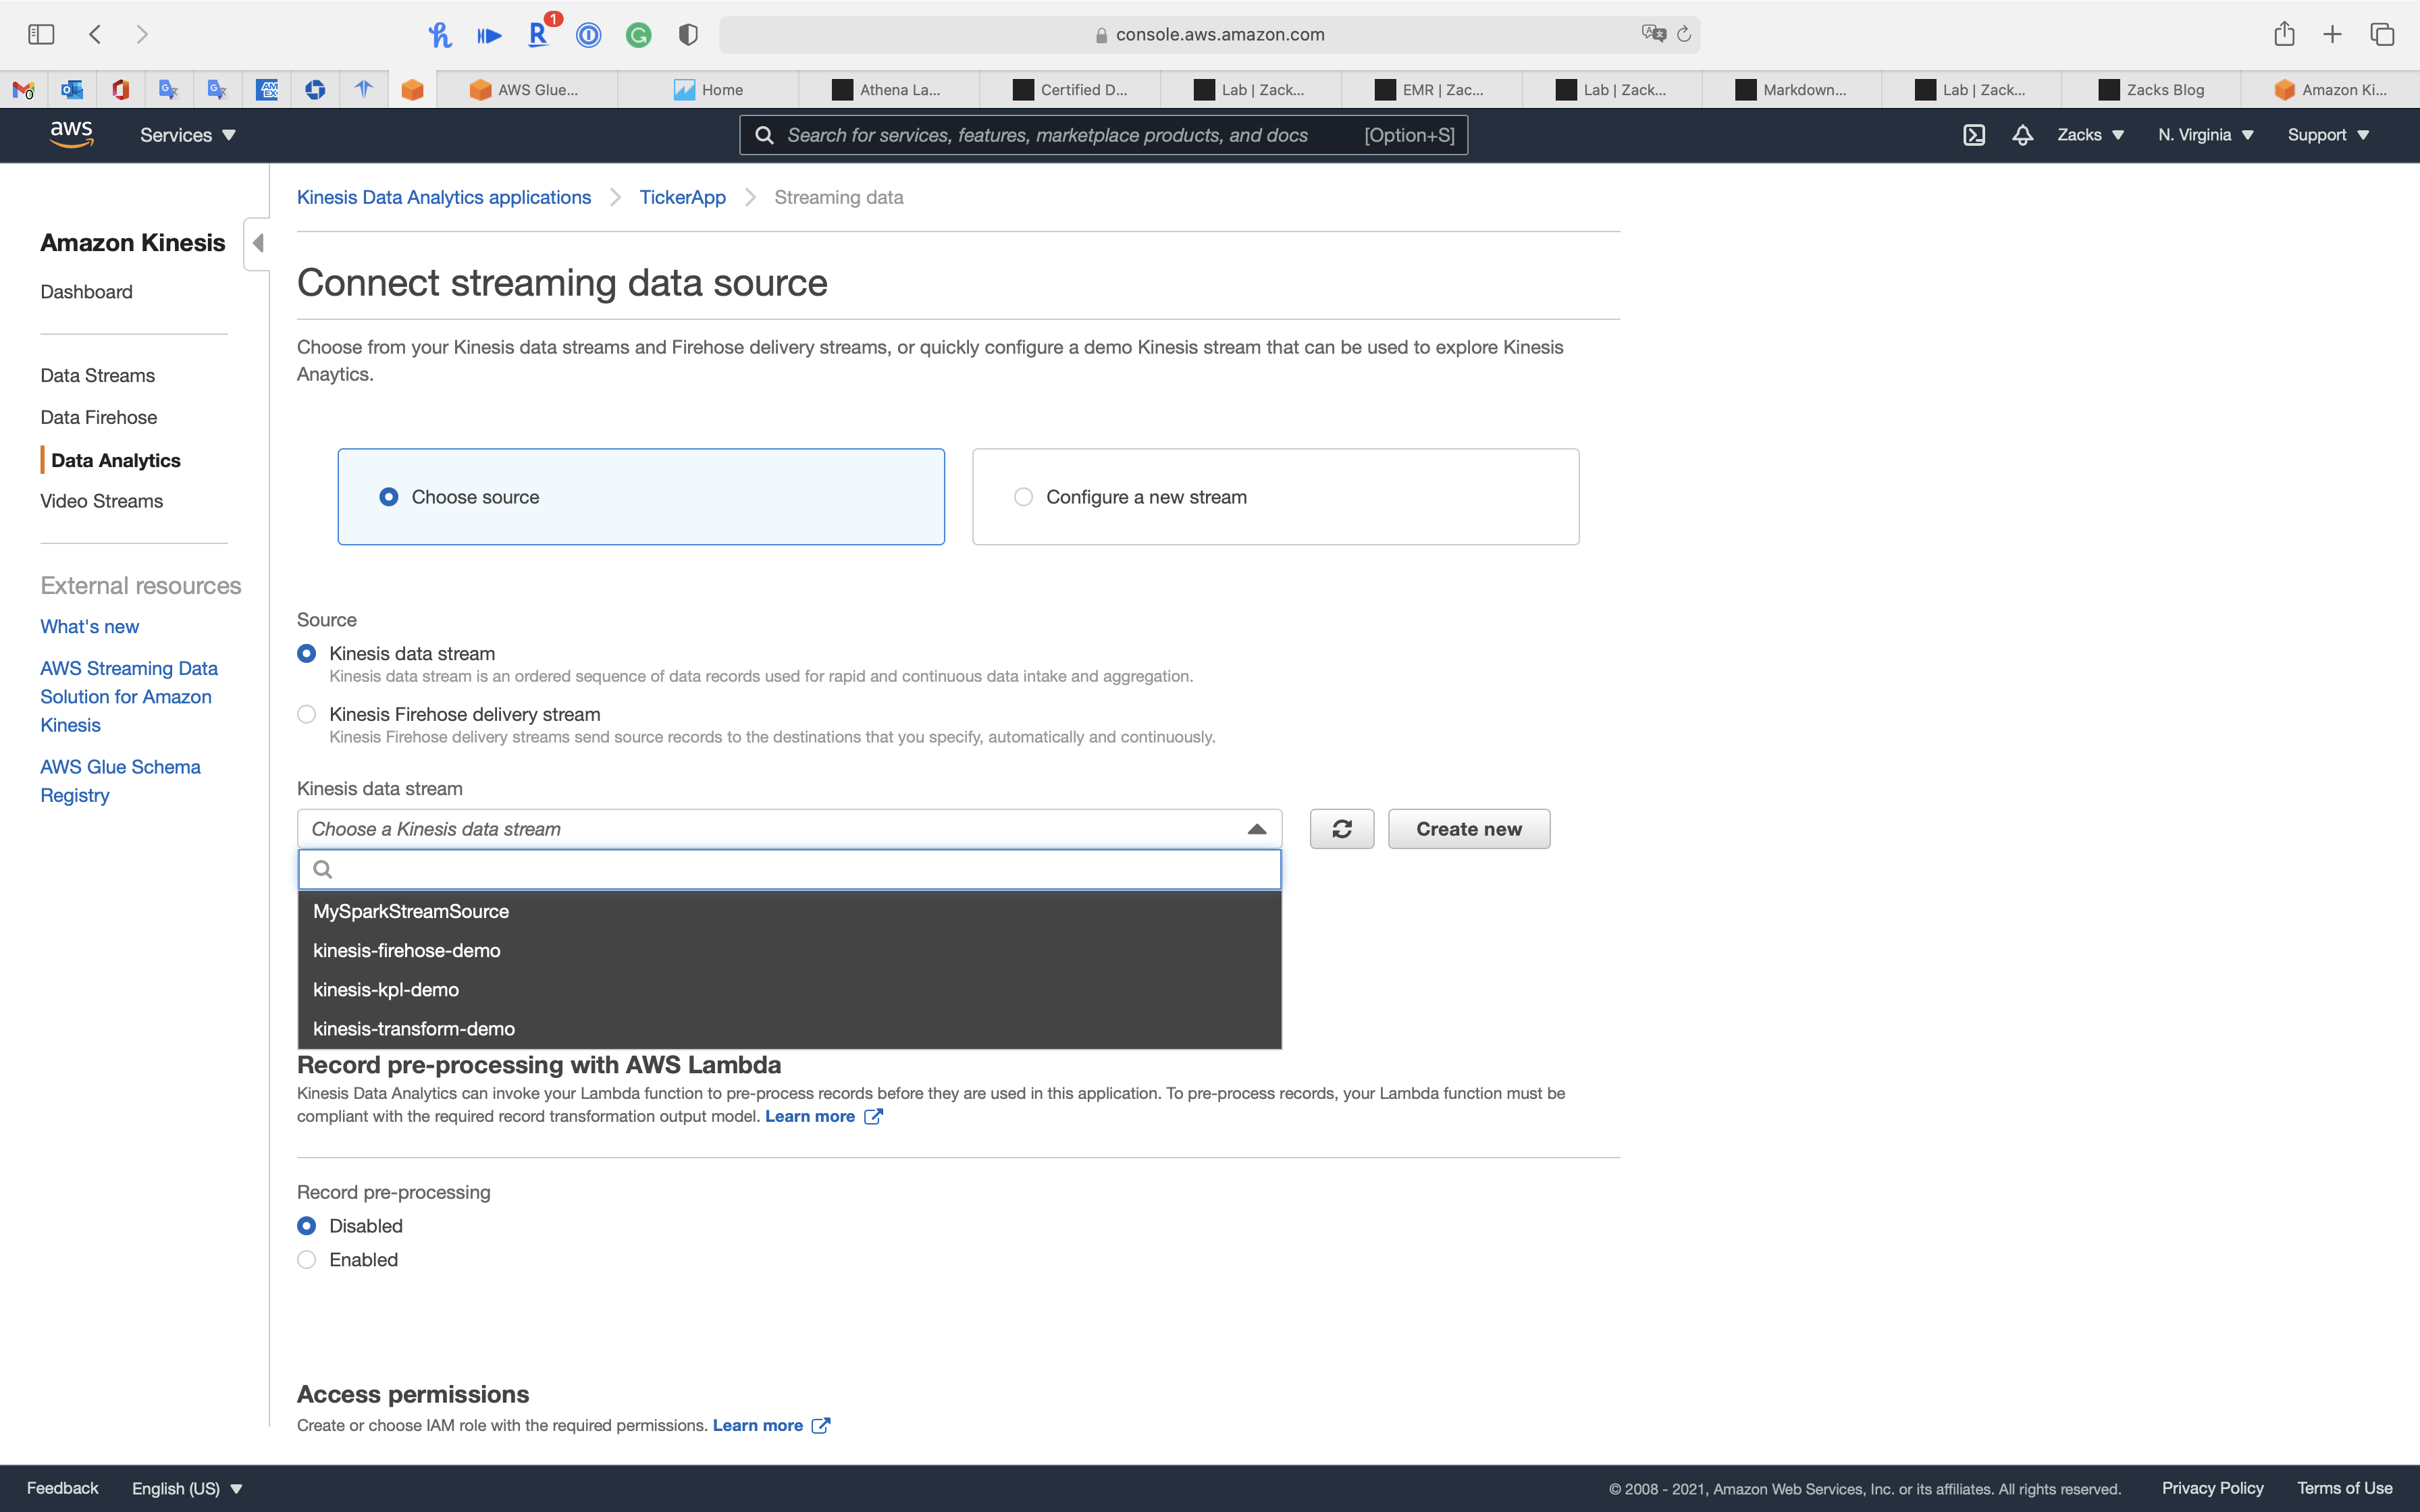 1
console.aws.amazon.com
AWS Glue...
Home
Athena La...
Certified D...
Lab | Zack...
EMR | Zac...
Lab | Zack...
Markdown...
Lab | Zack...
Zacks Blog
Amazon Ki...
aws
Services
Search for services, features, marketplace products, and docs
[Option+S]
Zacks
N. Virginia
Support
Kinesis Data Analytics applications
TickerApp
Streaming data
Amazon Kinesis
Dashboard
Data Streams
Data Firehose
Data Analytics
Video Streams
External resources
What's new
AWS Streaming Data
Solution for Amazon
Kinesis
AWS Glue Schema
Registry
Connect streaming data source
Choose from your Kinesis data streams and Firehose delivery streams, or quickly configure a demo Kinesis stream that can be used to explore Kinesis
Anaytics.
Choose source
Configure a new stream
Source
Kinesis data stream
Kinesis data stream is an ordered sequence of data records used for rapid and continuous data intake and aggregation.
Kinesis Firehose delivery stream
Kinesis Firehose delivery streams send source records to the destinations that you specify, automatically and continuously.
Kinesis data stream
Choose a Kinesis data stream
Create new
MySparkStreamSource
kinesis-firehose-demo
kinesis-kpl-demo
kinesis-transform-demo
Record pre-processing with AWS Lambda
Kinesis Data Analytics can invoke your Lambda function to pre-process records before they are used in this application. To pre-process records, your Lambda function must be
compliant with the required record transformation output model. Learn more
Record pre-processing
Disabled
Enabled
Access permissions
Create or choose IAM role with the required permissions. Learn more
Feedback
English (US)
© 2008 - 2021, Amazon Web Services, Inc. or its affiliates. All rights reserved.
Privacy Policy
Terms of Use